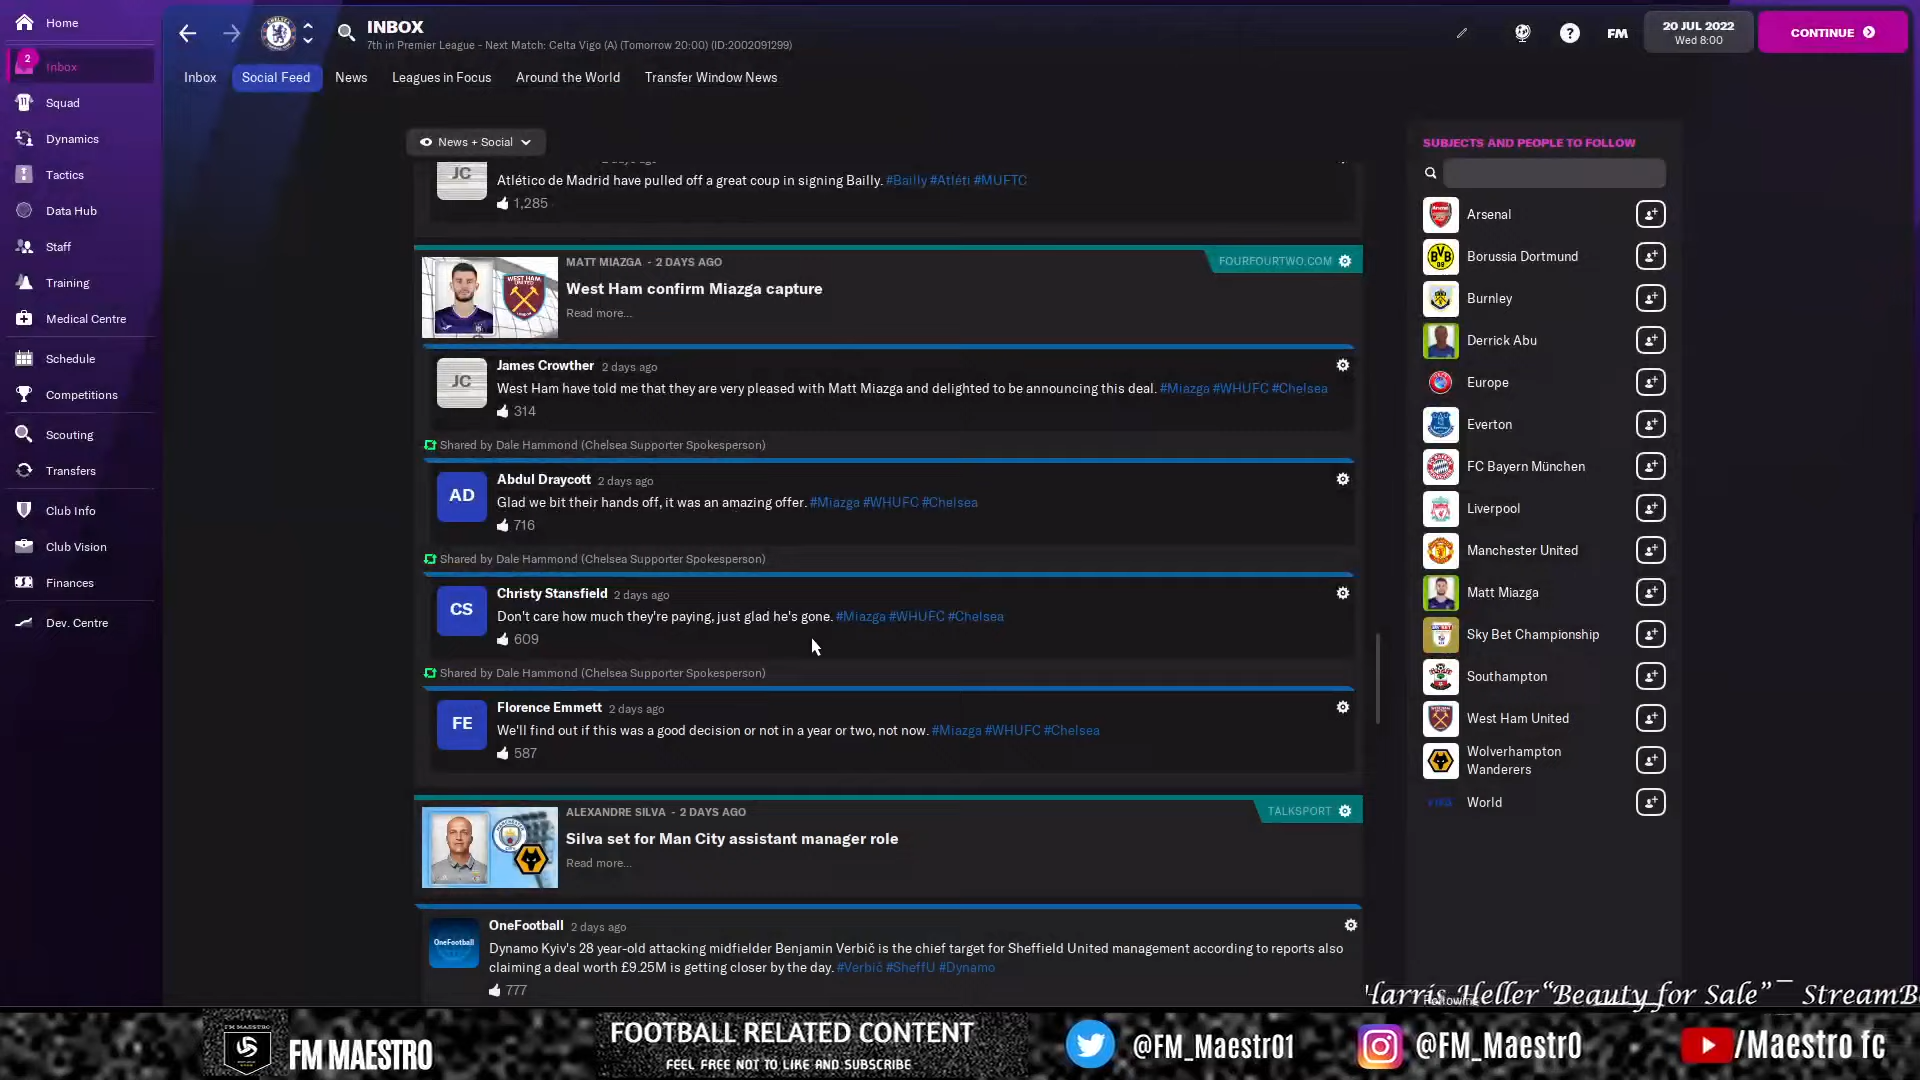 Home
2
Inbox
Squad
Dynamics
Tactics
Data Hub
Staff
Training
Medical Centre
Schedule
Competitions
Scouting
Transfers
Club Info
Club Vision
Finances
Dev. Centre
INBOX
7th in Premier League - Next Match: Celta Vigo (A) (Tomorrow 20:00) (ID:2002091299)
FM
20 JUL 2022
Wed 8:00
CONTINUE
Inbox Social Feed News Leagues in Focus Around the World Transfer Window News
News + Social
JC
Atlético de Madrid have pulled off a great coup in signing Bailly. #Bailly #Atleti #MUFTC
1,285
MATT MIAZGA - 2 DAYS AGO
FOURFOURTWO.COM
West Ham confirm Miazga capture
Read more...
JC
James Crowther 2 days ago
West Ham have told me that they are very pleased with Matt Miazga and delighted to be announcing this deal. #Miazga #WHUFC #Chelsea
314
Shared by Dale Hammond (Chelsea Supporter Spokesperson)
AD
Abdul Draycott 2 days ago
Glad we bit their hands off, it was an amazing offer. #Miazga #WHUFC #Chelsea
716
Shared by Dale Hammond (Chelsea Supporter Spokesperson)
CS
Christy Stansfield 2 days ago
Don't care how much they're paying, just glad he's gone. #Miazga #WHUFC #Chelsea
609
Shared by Dale Hammond (Chelsea Supporter Spokesperson)
FE
Florence Emmett 2 days ago
We'll find out if this was a good decision or not in a year or two, not now. #Miazga #WHUFC #Chelsea
587
ALEXANDRE SILVA - 2 DAYS AGO
TALKSPORT
Silva set for Man City assistant manager role
Read more...
OneFootball
OneFootball 2 days ago
Dynamo Kyiv's 28 year-old attacking midfielder Benjamin Verbič is the chief target for Sheffield United management according to reports also
claiming a deal worth £9.25M is getting closer by the day. #Verbič #SheffU #Dynamo
777
SUBJECTS AND PEOPLE TO FOLLOW
Arsenal
Borussia Dortmund
Burnley
Derrick Abu
Europe
Everton
FC Bayern München
Liverpool
Manchester United
Matt Miazga
Sky Bet Championship
Southampton
West Ham United
Wolverhampton
Wanderers
World
Following
Harris Heller "Beauty for Sale" – StreamB
FM MAESTRO
FOOTBALL RELATED CONTENT
FEEL FREE NOT TO LIKE AND SUBSCRIBE
@FM_Maestr01
@FM_Maestr0
/Maestro fc